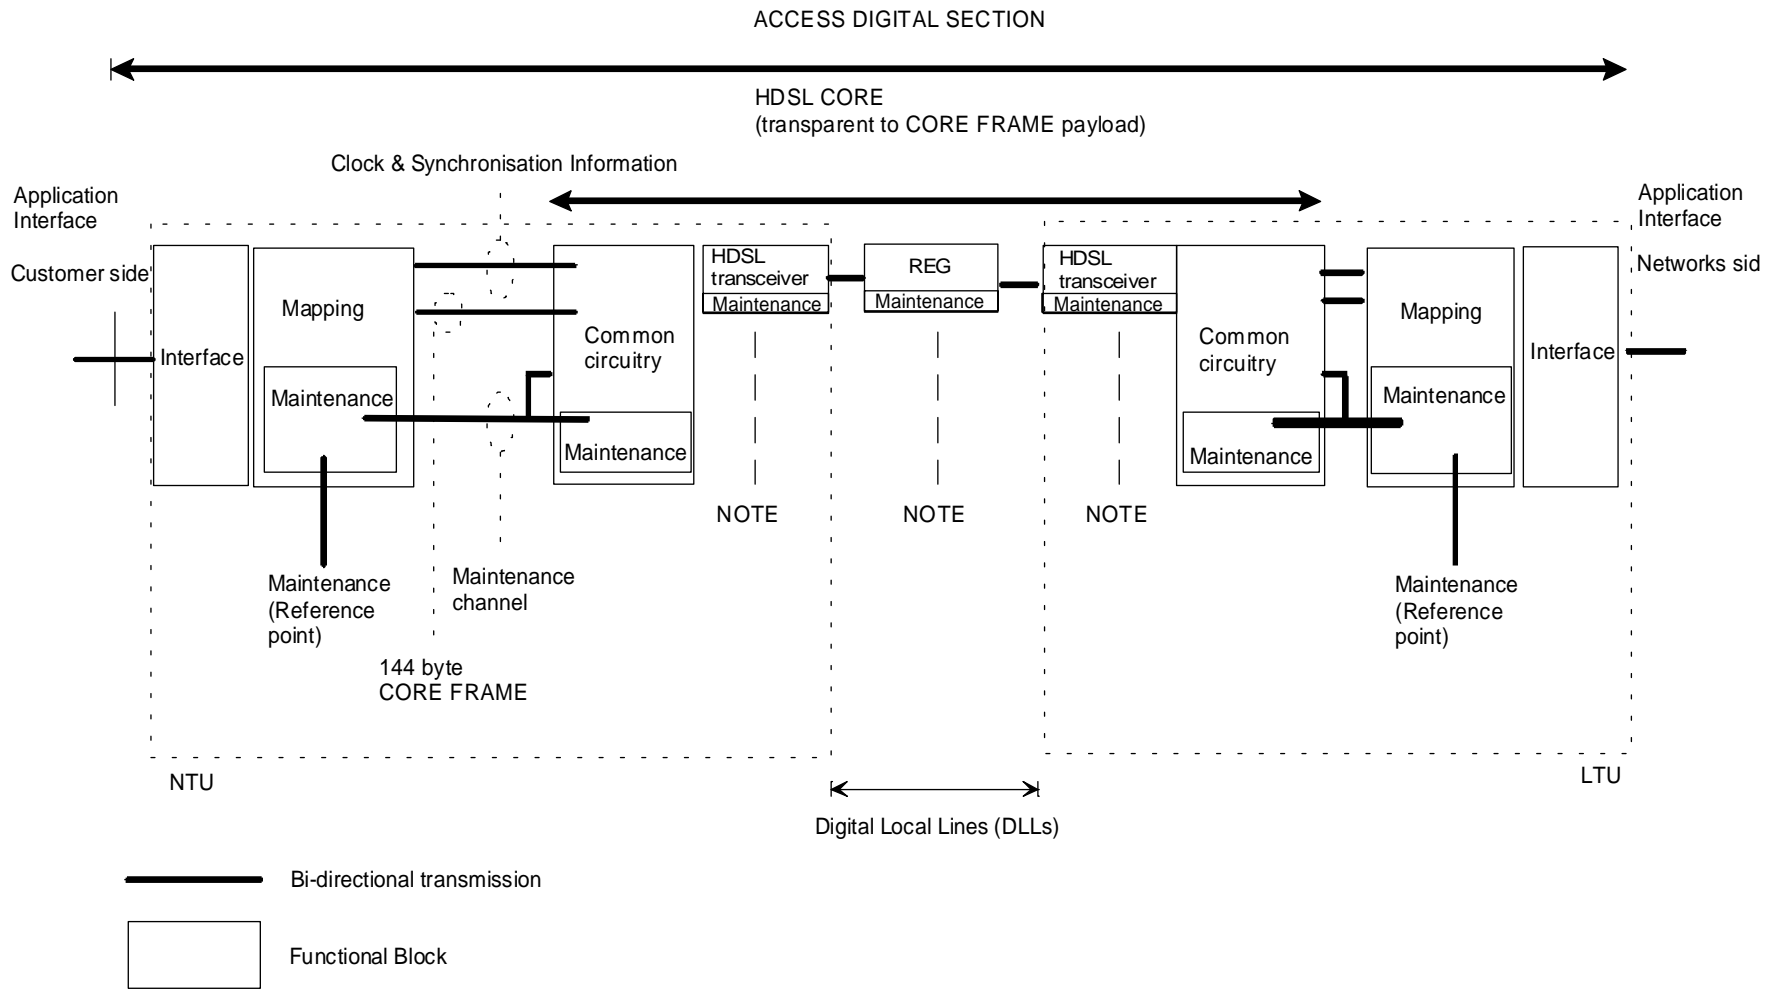 ACCESS DIGITAL SECTION
HDSL CORE
(transparent to CORE FRAME payload)
Clock & Synchronisation Information
Application
Interface
Customer side
Application
Interface
Networks sid
Interface
Mapping
Maintenance
Common
circuitry
Maintenance
HDSL
transceiver
Maintenance
REG
Maintenance
HDSL
transceiver
Maintenance
Common
circuitry
Maintenance
Mapping
Maintenance
Interface
NOTE
NOTE
NOTE
Maintenance
(Reference
point)
Maintenance
channel
144 byte
CORE FRAME
Maintenance
(Reference
point)
NTU
LTU
Digital Local Lines (DLLs)
Bi-directional transmission
Functional Block